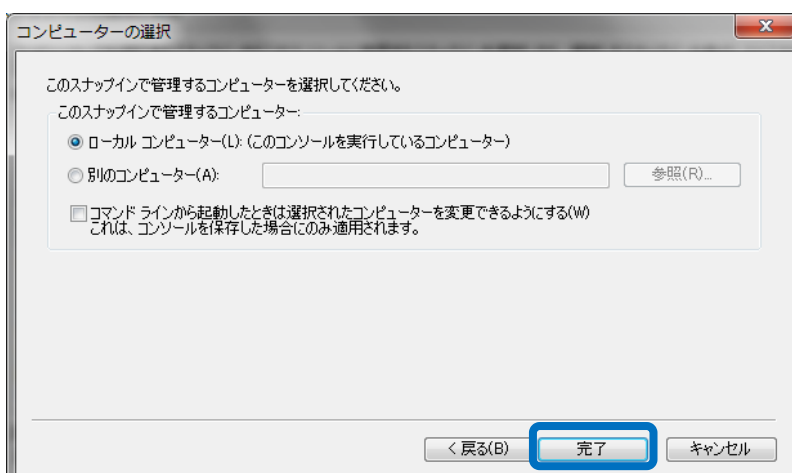 コンピューターの選択
このスナップインで管理するコンピューターを選択してください。
このスナップインで管理するコンピューター:
ローカル コンピューター(L): (このコンソールを実行しているコンピューター)
別のコンピューター(A):
参照(R)...
コマンド ラインから起動したときは選択されたコンピューターを変更できるようにする(W)
これは、コンソールを保存した場合にのみ適用されます。
< 戻る(B)
完了
キャンセル